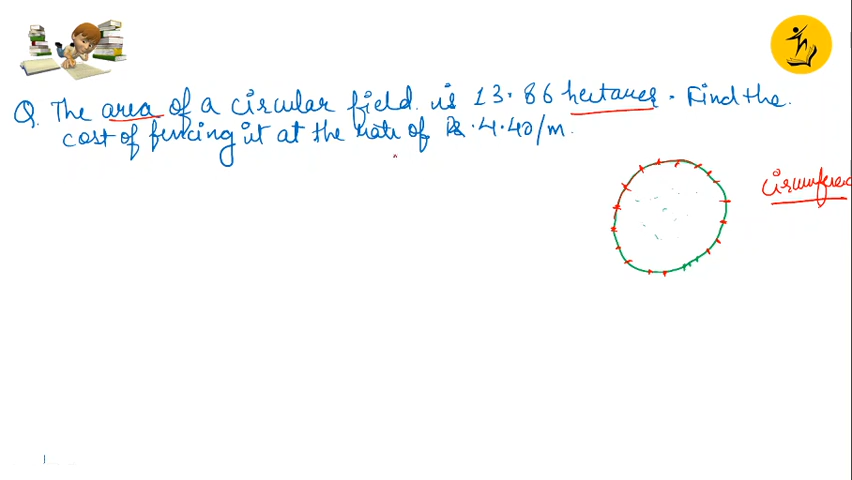 Q. The area of a circular field is 13.86 hectares. Find the
cost of fencing it at the rate of Rs.4.40/m.
Circumferec